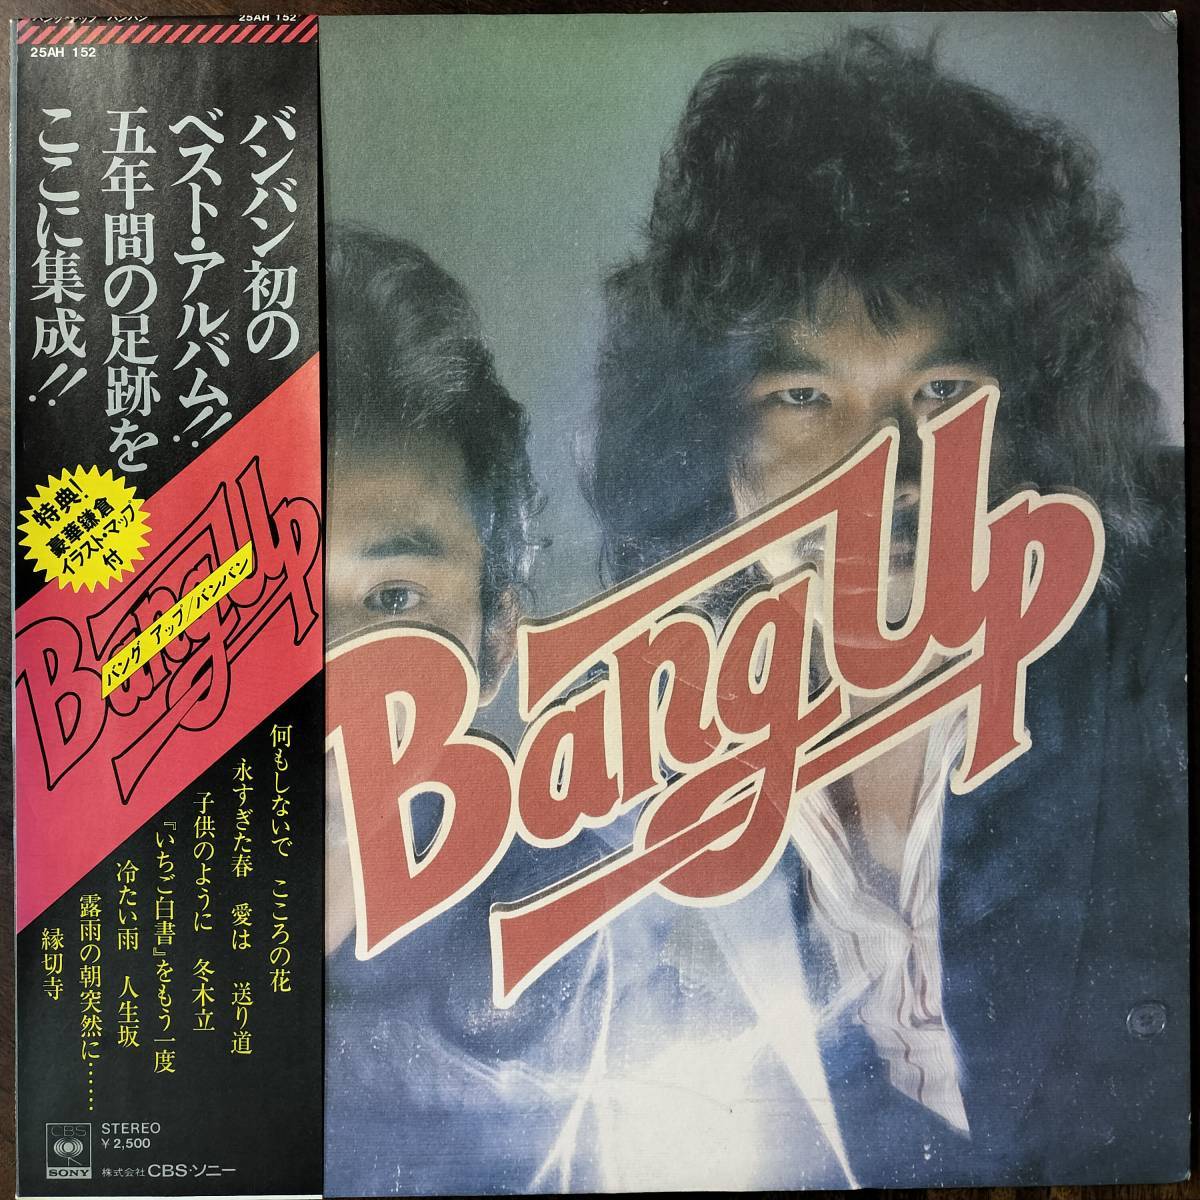 バング・アップ バンバン
25AH 152
25AH 152
バンバン初の
ベスト・アルバム!!
五年間の足跡を
ここに集成!!
特典!
豪華鎌倉
イラスト・マップ
付
Bang Up
バング アップ/バンバン
Bang Up
何もしないで こころの花
永すぎた春 愛は 送り道
子供のように 冬木立
『いちご白書』をもう一度
冷たい雨 人生坂
露雨の朝突然に……
縁切寺
CBS
SONY
STEREO
¥2,500
株式会社 CBS・ソニー